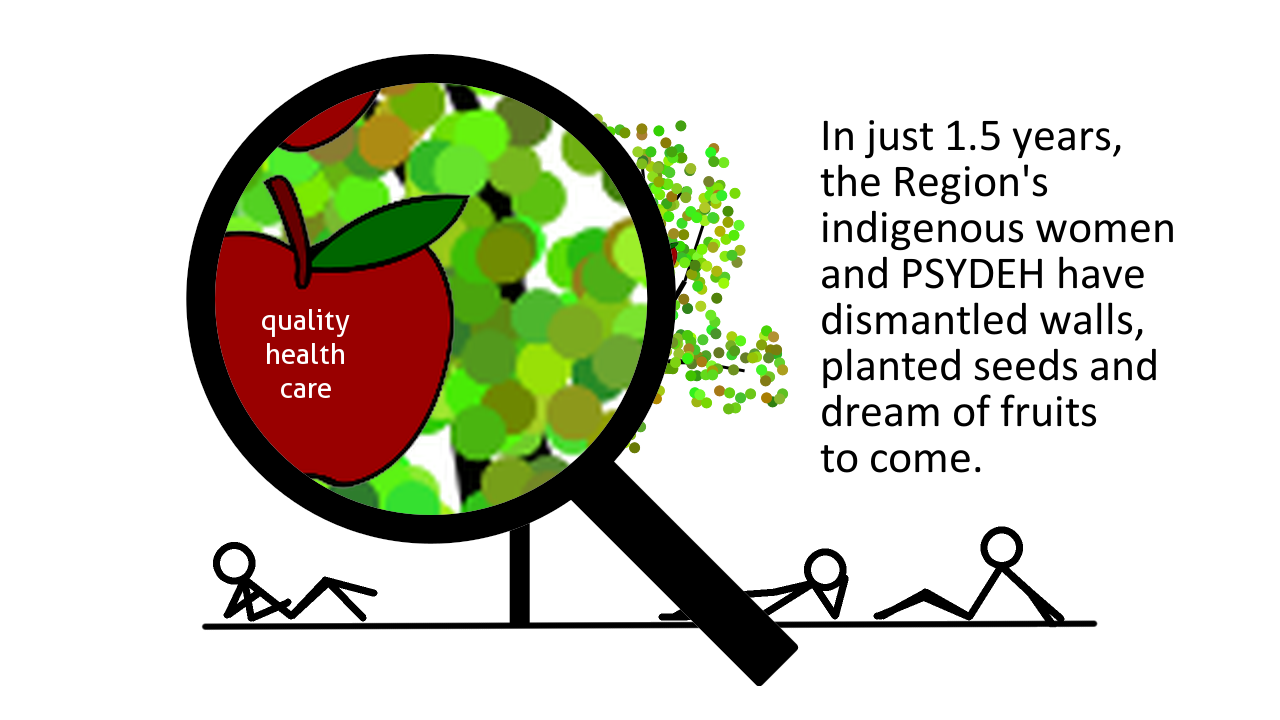 quality
health
care
In just 1.5 years,
the Region's
indigenous women
and PSYDEH have
dismantled walls,
planted seeds and
dream of fruits
to come.